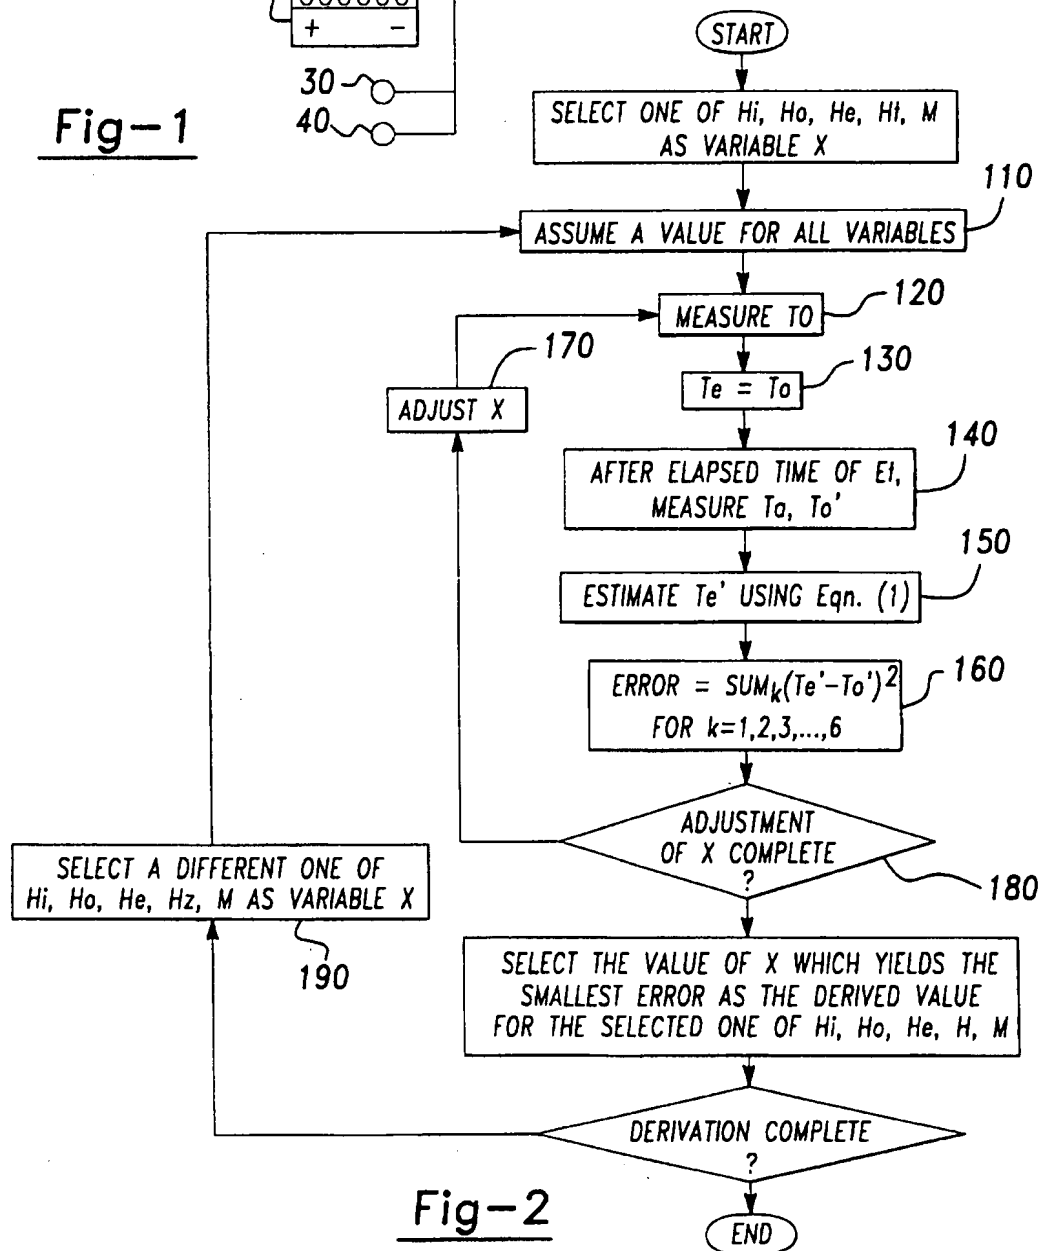 + -
30
40
Fig-1
START
SELECT ONE OF Hi, Ho, He, Ht, M
AS VARIABLE X
110
ASSUME A VALUE FOR ALL VARIABLES
120
MEASURE TO
170
130
ADJUST X
Te = To
140
AFTER ELAPSED TIME OF Et,
MEASURE Ta, To'
150
ESTIMATE Te' USING Eqn. (1)
160
ERROR = SUMk(Te'-To')2
FOR k=1,2,3,...,6
ADJUSTMENT
OF X COMPLETE
?
180
SELECT A DIFFERENT ONE OF
Hi, Ho, He, Hz, M AS VARIABLE X
190
SELECT THE VALUE OF X WHICH YIELDS THE
SMALLEST ERROR AS THE DERIVED VALUE
FOR THE SELECTED ONE OF Hi, Ho, He, H, M
DERIVATION COMPLETE
?
Fig-2
END